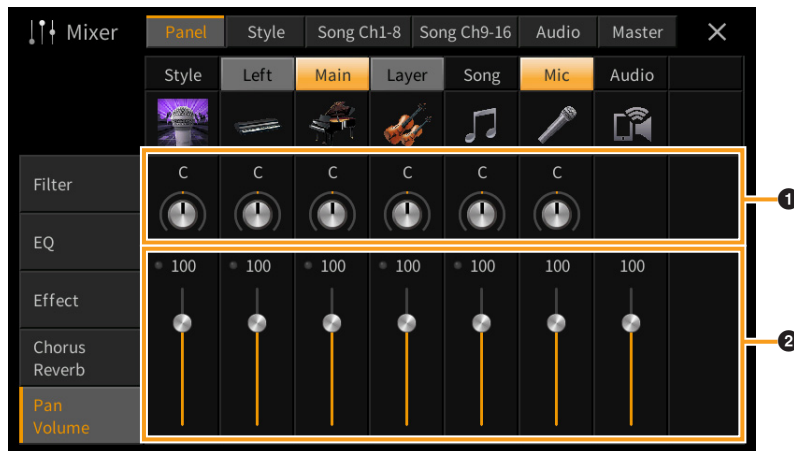 Mixer
Panel Style Song Ch1-8 Song Ch9-16 Audio Master
Style Left Main Layer Song Mic Audio
Filter
C C C C C C
1
EQ
100 100 100 100 100 100 100
Effect
Chorus
Reverb
2
Pan
Volume